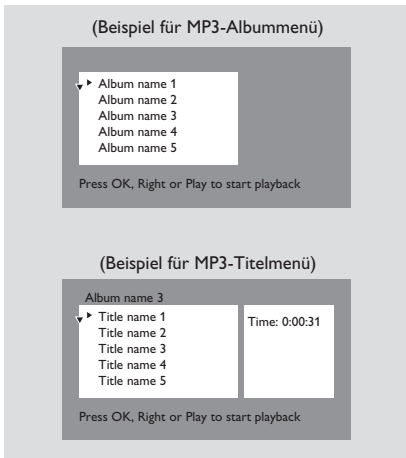 (Beispiel für MP3-Albummenü)
Album name 1
Album name 2
Album name 3
Album name 4
Album name 5
Press OK, Right or Play to start playback
(Beispiel für MP3-Titelmenü)
Album name 3
Title name 1
Title name 2
Title name 3
Title name 4
Title name 5
Time: 0:00:31
Press OK, Right or Play to start playback